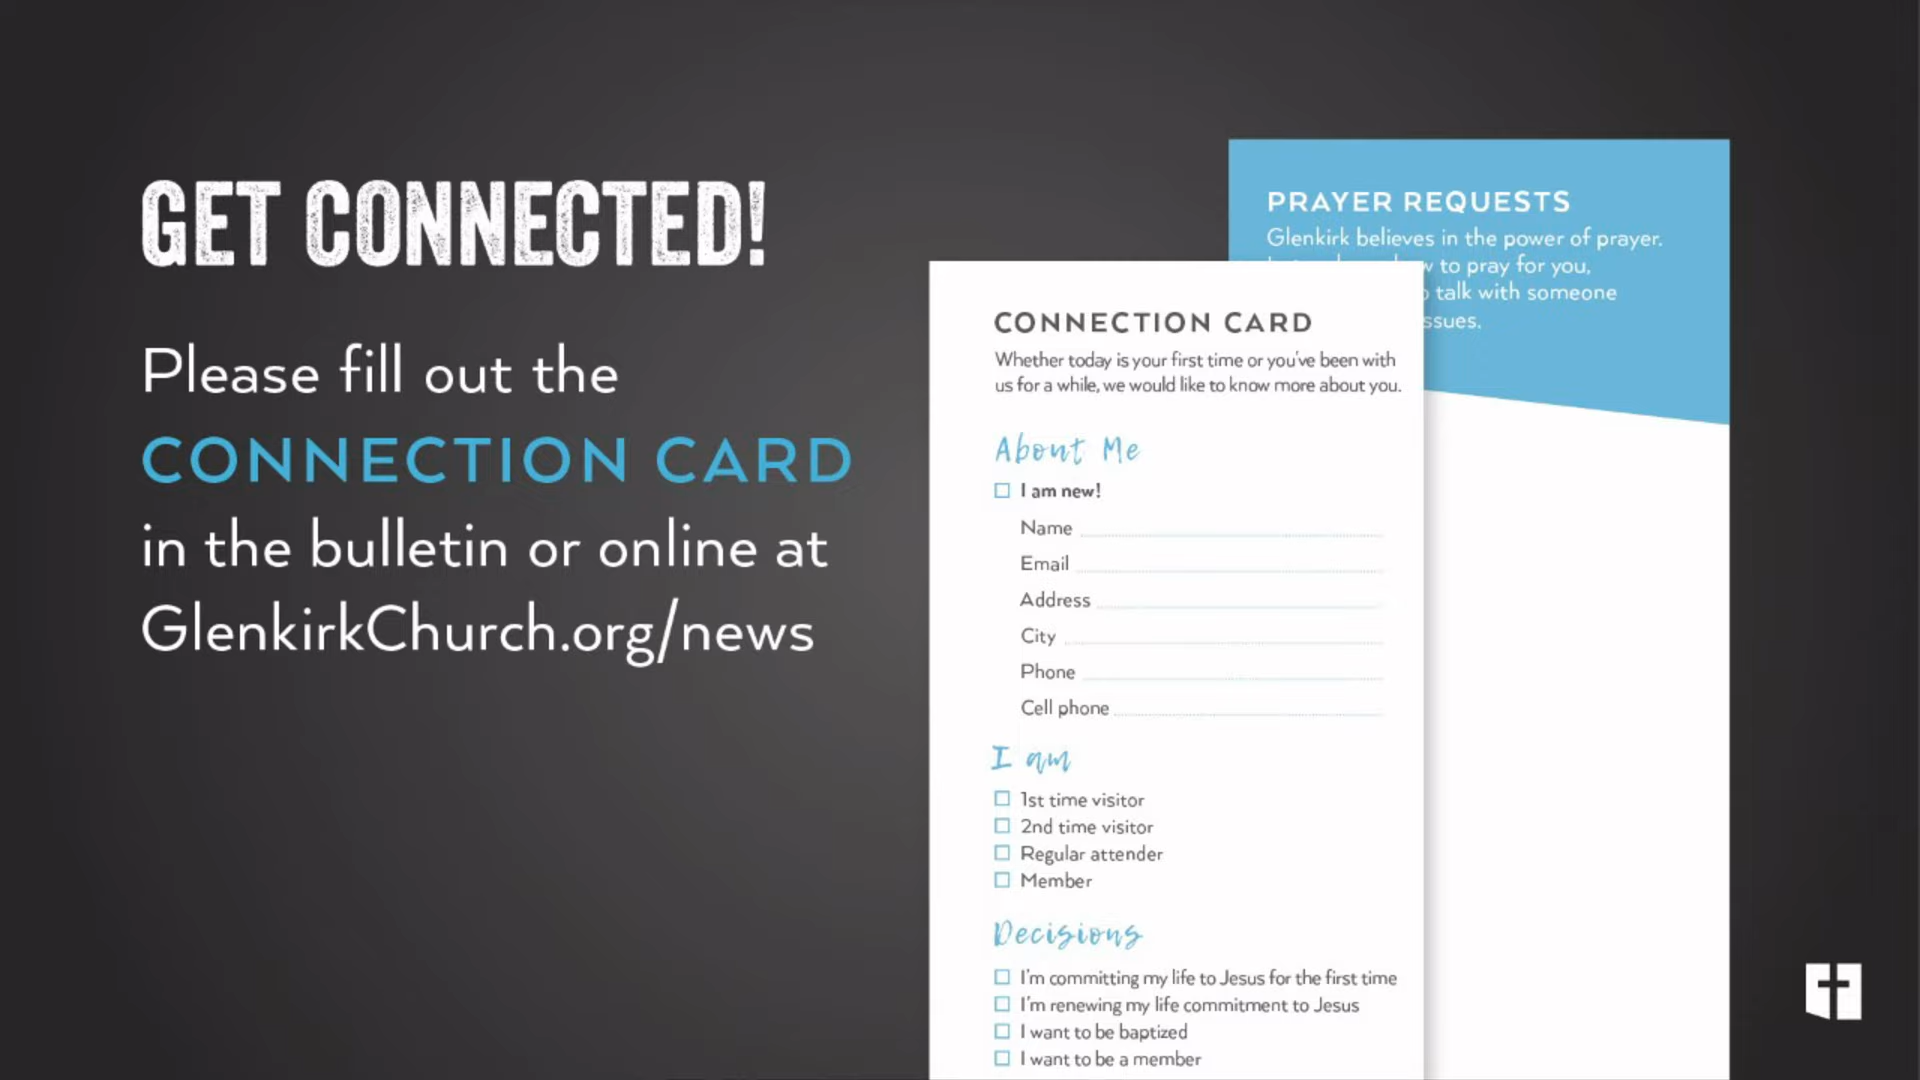 GET CONNECTED!
Please fill out the
CONNECTION CARD
in the bulletin or online at
GlenkirkChurch.org/news
PRAYER REQUESTS
Glenkirk believes in the power of prayer.
to pray for you,
talk with someone
CONNECTION CARD
Whether today is your first time or you've been with
us for a while, we would like to know more about you.
About Me
I am new!
Name
Email
Address
City
Phone
Cell phone
I am
1st time visitor
2nd time visitor
Regular attender
Member
Decisions
I'm committing my life to Jesus for the first time
I'm renewing my life commitment to Jesus
I want to be baptized
I want to be a member